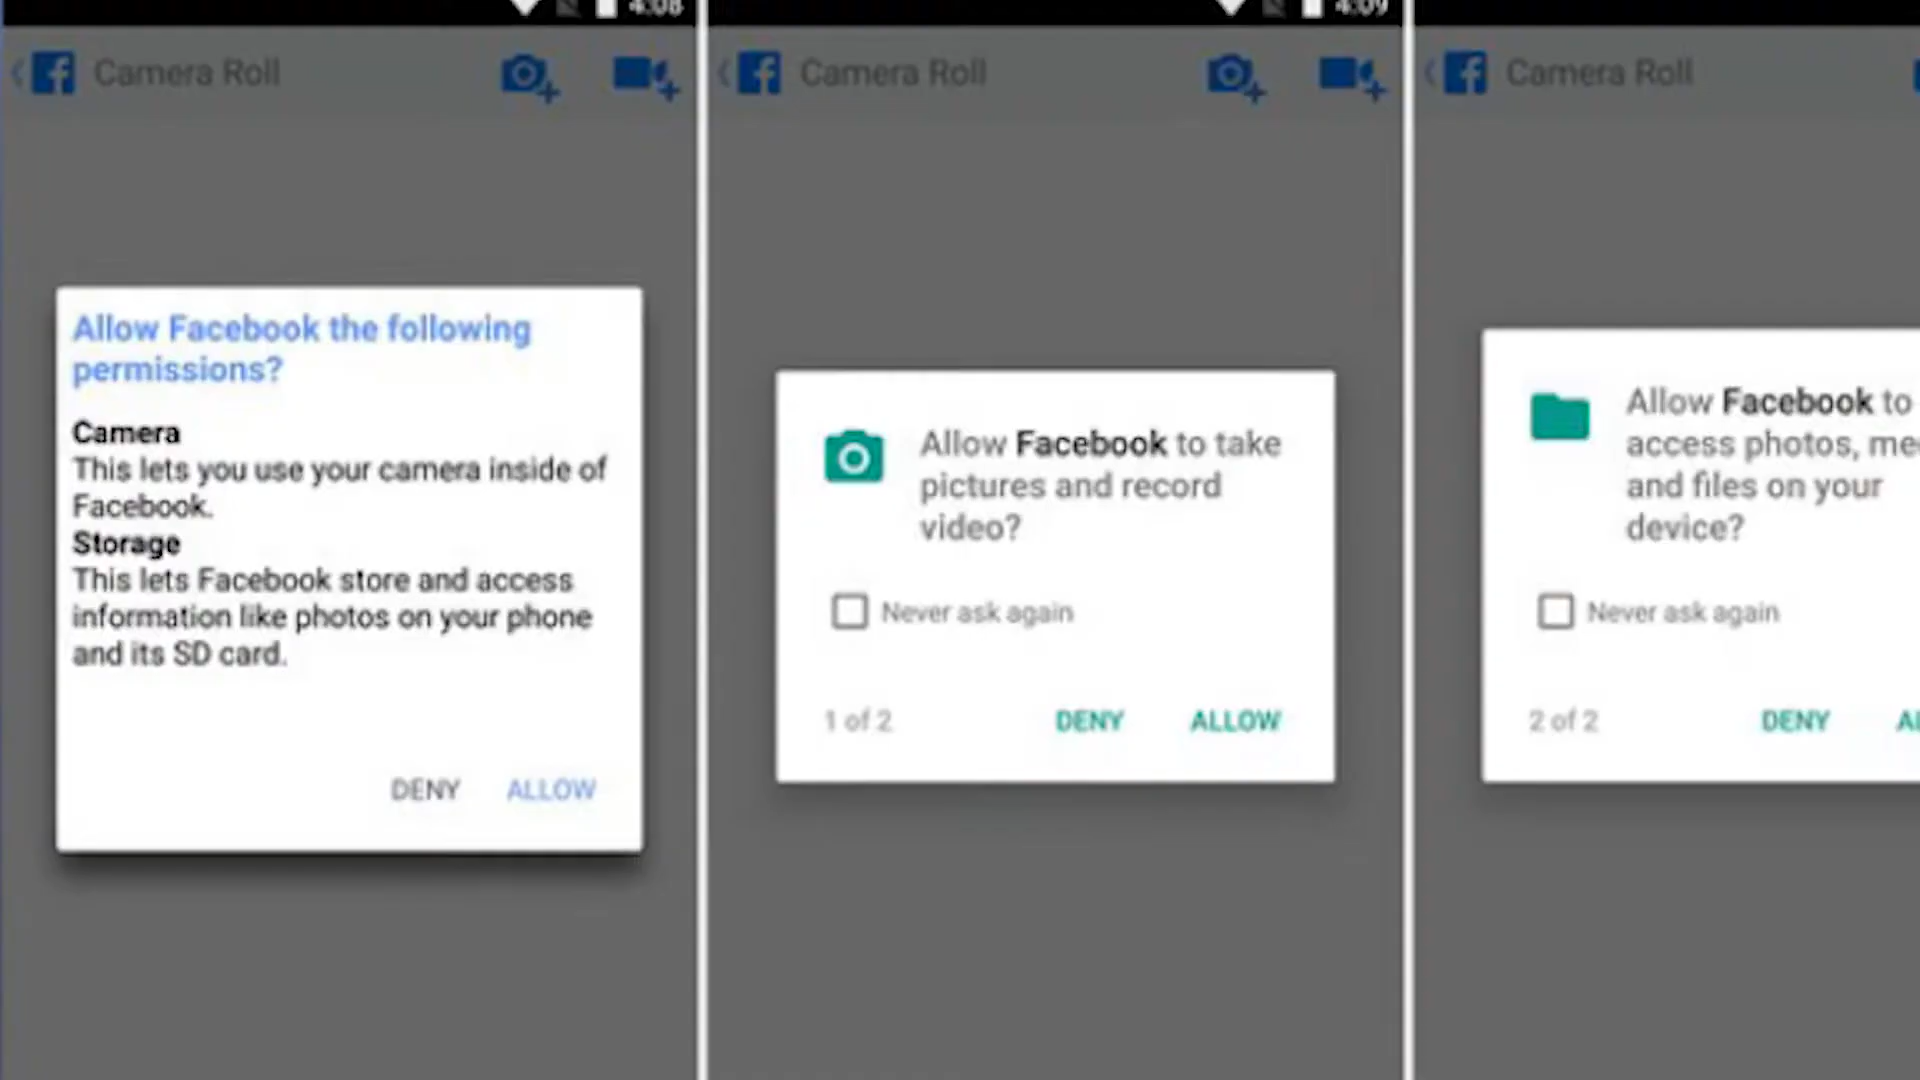 4:08
Camera Roll
Allow Facebook the following
permissions?
Camera
This lets you use your camera inside of
Facebook.
Storage
This lets Facebook store and access
information like photos on your phone
and its SD card.
DENY ALLOW
4:09
Camera Roll
Allow Facebook to take
pictures and record
video?
Never ask again
1 of 2 DENY ALLOW
Camera Roll
Allow Facebook to
access photos,
and files on your
device?
Never ask again
2 of 2 DENY